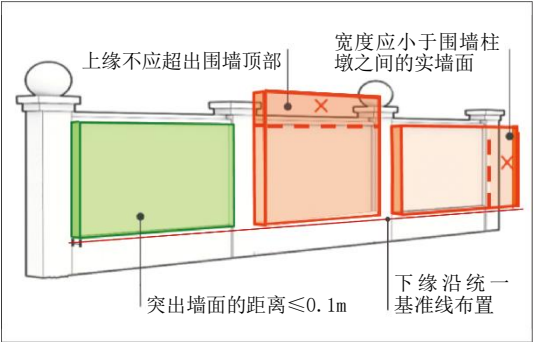 上缘不应超出围墙顶部
宽度应小于围墙柱
墩之间的实墙面
突出墙面的距离≤0.1m
下缘沿统一
基准线布置